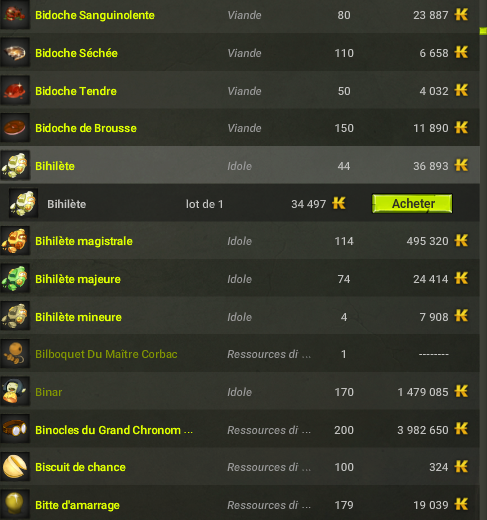 Bidoche Sanguinolente Viande 80 23 887
Bidoche Séchée Viande 110 6 658
Bidoche Tendre Viande 50 4 032
Bidoche de Brousse Viande 150 11 890
Bihilète Idole 44 36 893
Bihilète lot de 1 34 497 Acheter
Bihilète magistrale Idole 114 495 320
Bihilète majeure Idole 74 24 414
Bihilète mineure Idole 4 7 908
Bilboquet Du Maître Corbac Ressources di ... 1 --------
Binar Idole 170 1 479 085
Binocles du Grand Chronom ... Ressources di ... 200 3 982 650
Biscuit de chance Ressources di ... 100 324
Bitte d'amarrage Ressources di ... 179 19 039